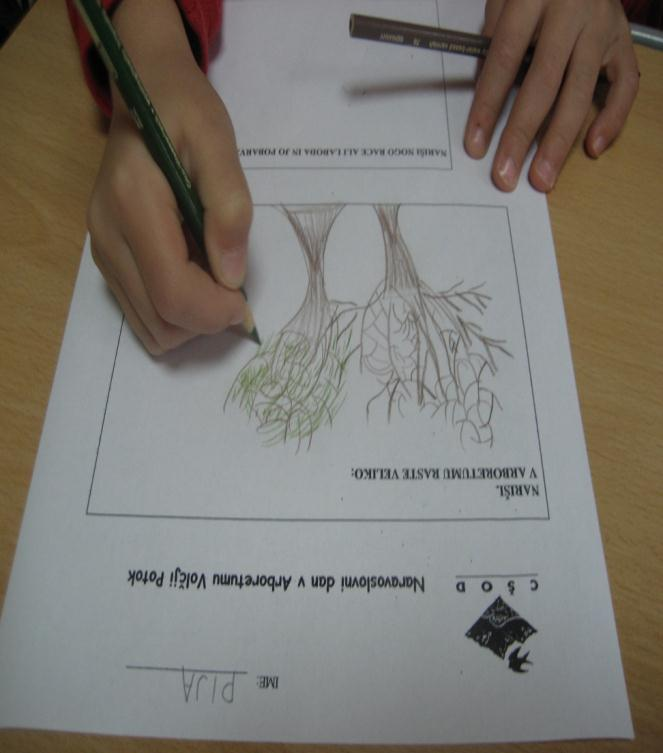 IME: PIJA
CŠOD
Naravoslovni dan v Arboretumu Volčji Potok
NARIŠI.
V ARBORETUMU RASTE VELIKO:
NARIŠI NOGO RACE ALI LABODA IN JO POBARV